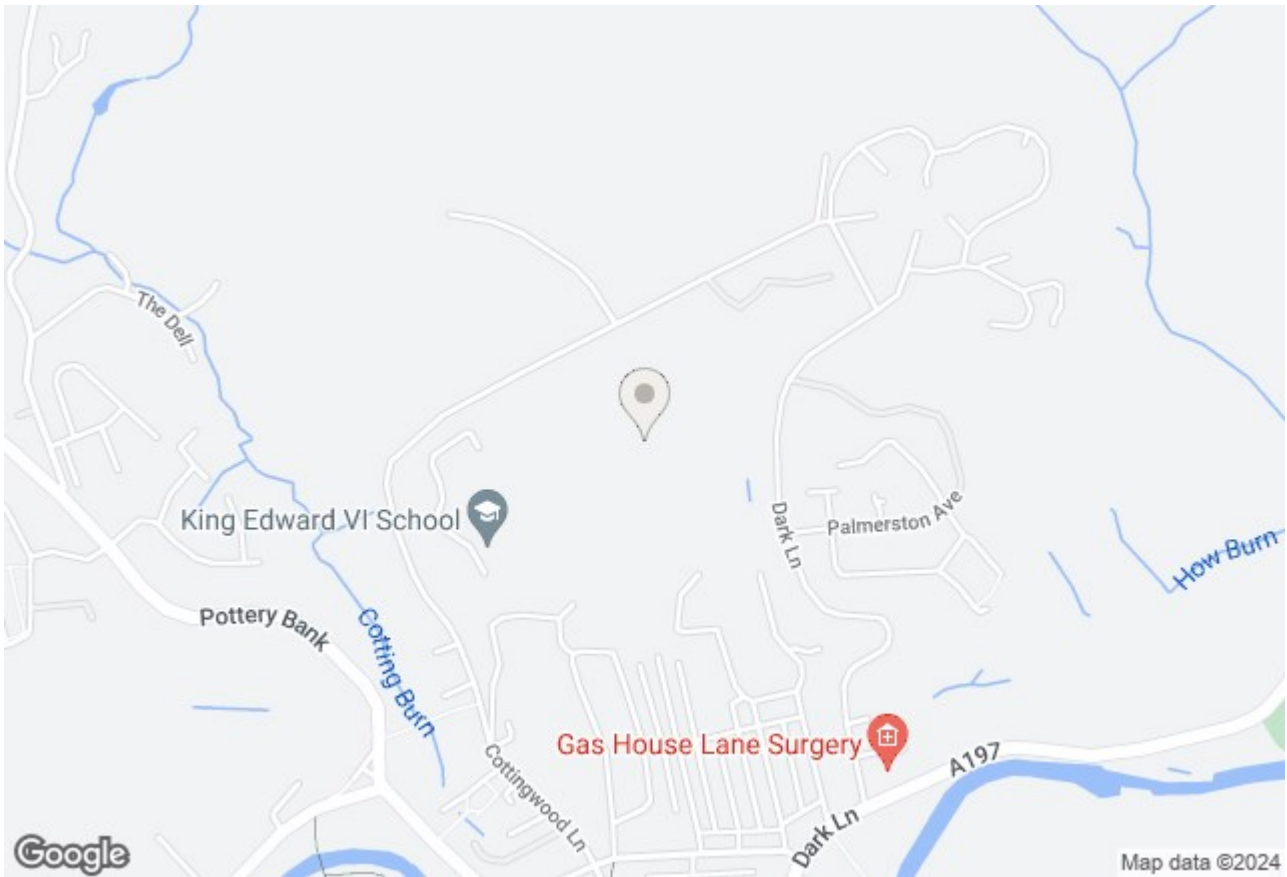 The Dell
King Edward VI School
Dark Ln
Palmerston Ave
How Burn
Pottery Bank
Cotting Burn
Gas House Lane Surgery
A197
Cottingwood Ln
Dark Ln
Google
Map data ©2024